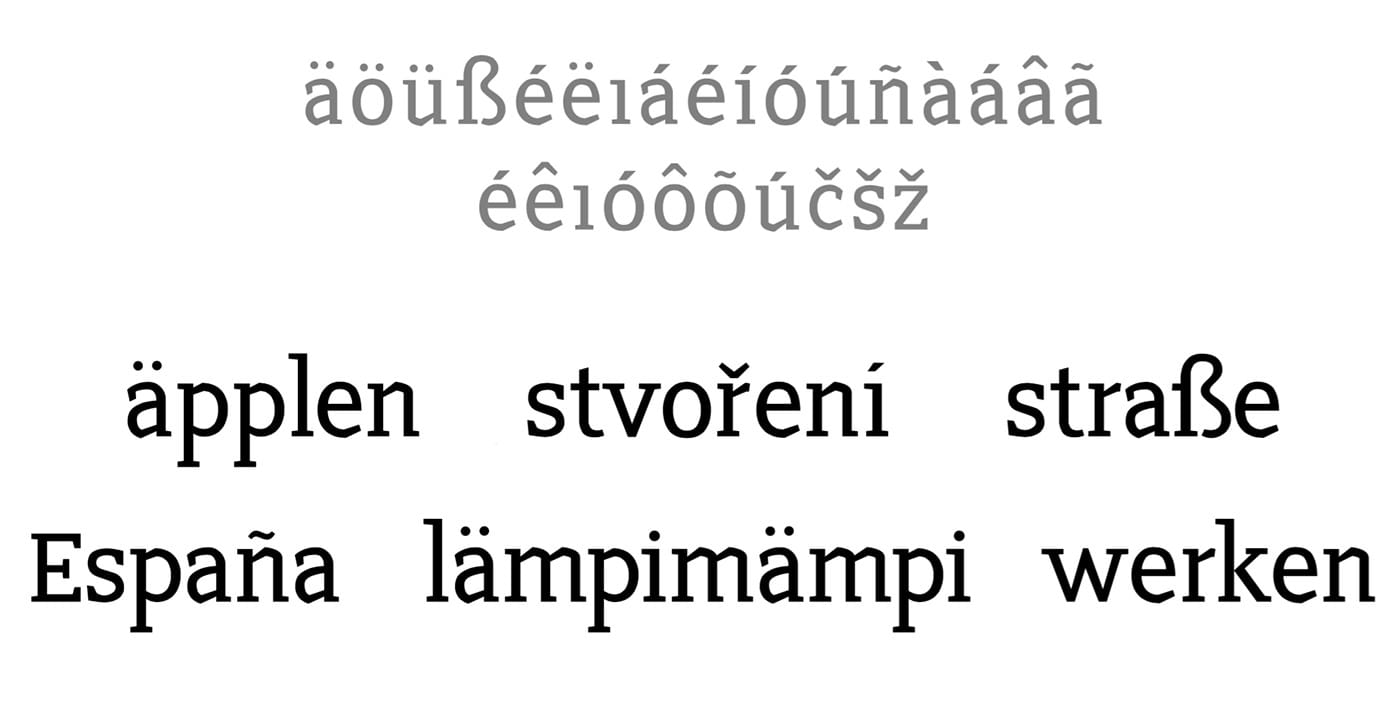 äöüßéëıáéíóúñàáâã
éêıóôõúčšž
äpplen stvoření straße
España lämpimämpi werken